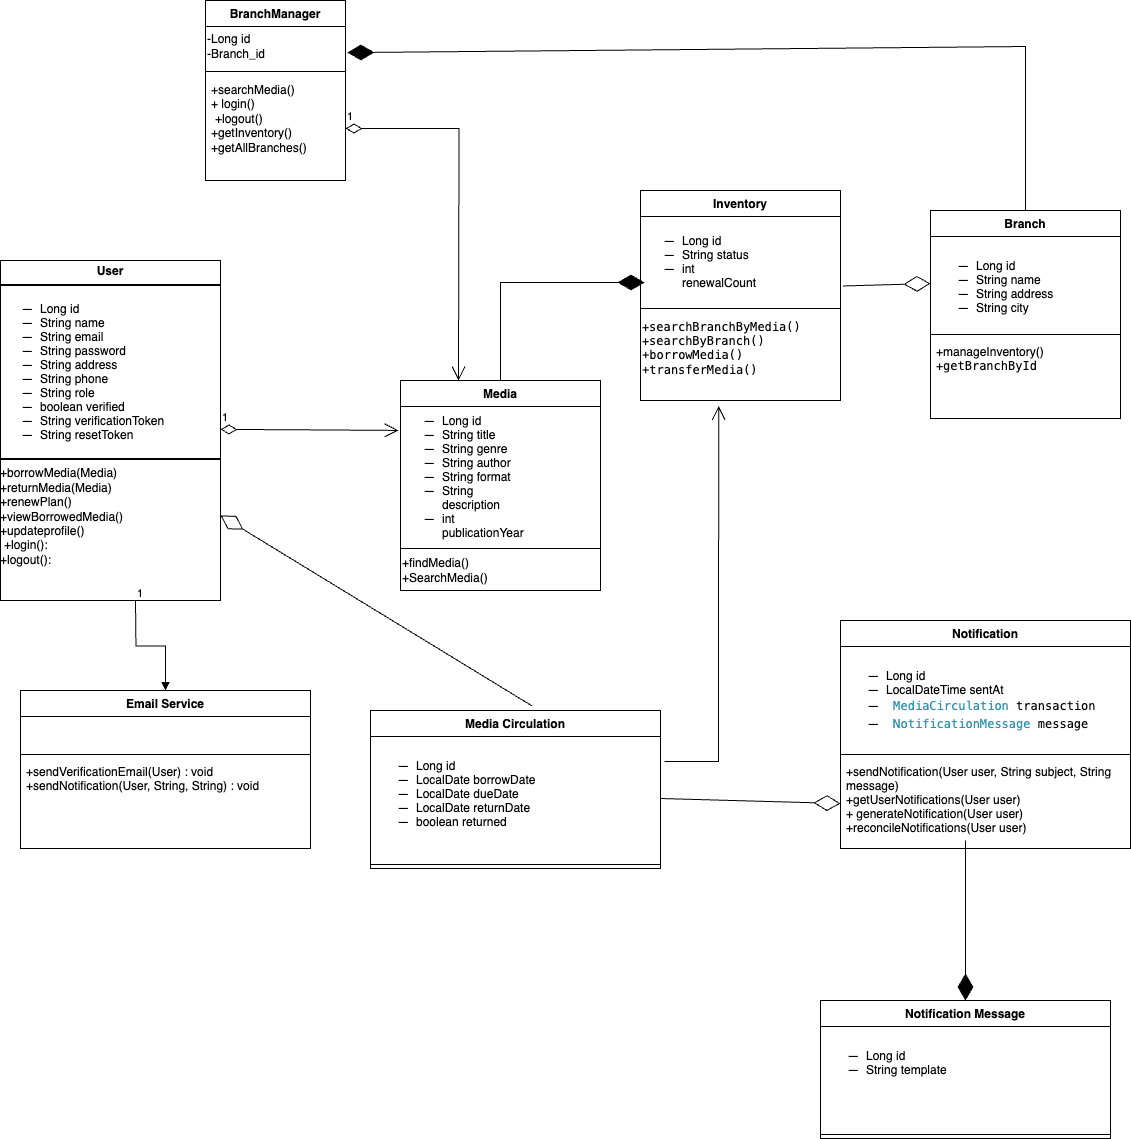 BranchManager
-Long id
-Branch_id
+searchMedia()
+ login()
+logout()
+getInventory()
+getAllBranches()
1
Inventory
— Long id
— String status
— int
renewalCount
+searchBranchByMedia()
+searchByBranch()
+borrowMedia()
+transferMedia()
Branch
— Long id
— String name
— String address
— String city
+manageInventory()
+getBranchById
User
— Long id
— String name
— String email
— String password
— String address
— String phone
— String role
— boolean verified
— String verificationToken
— String resetToken
+borrowMedia(Media)
+returnMedia(Media)
+renewPlan()
+viewBorrowedMedia()
+updateprofile()
+login():
+logout():
1
1
Media
— Long id
— String title
— String genre
— String author
— String format
— String
description
— int
publicationYear
+findMedia()
+SearchMedia()
Email Service
+sendVerificationEmail(User) : void
+sendNotification(User, String, String) : void
Media Circulation
— Long id
— LocalDate borrowDate
— LocalDate dueDate
— LocalDate returnDate
— boolean returned
Notification
— Long id
— LocalDateTime sentAt
— MediaCirculation transaction
— NotificationMessage message
+sendNotification(User user, String subject, String
message)
+getUserNotifications(User user)
+ generateNotification(User user)
+reconcileNotifications(User user)
Notification Message
— Long id
— String template